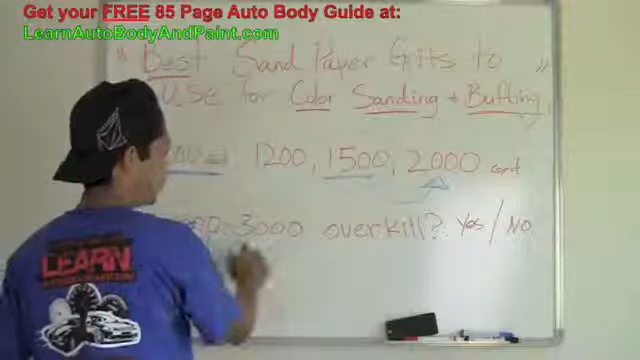 Get your FREE 85 Page Auto Body Guide at:
LearnAutoBodyAndPaint.com
"Best Sand Paper Grits to
Use for Color Sanding + Buffing"
1200, 1500, 2000
3000 overkill? Yes/No
LEARN